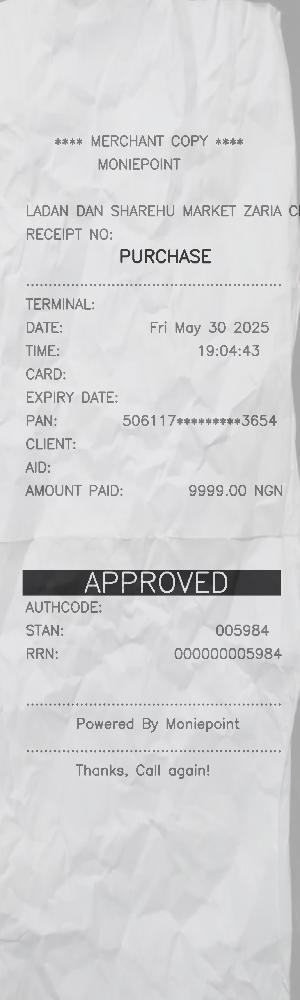 **** MERCHANT COPY ****
MONIEPOINT
LADAN DAN SHAREHU MARKET ZARIA
RECEIPT NO:
PURCHASE
TERMINAL:
DATE: Fri May 30 2025
TIME: 19:04:43
CARD:
EXPIRY DATE:
PAN: 506117*********3654
CLIENT:
AID:
AMOUNT PAID: 9999.00 NGN
APPROVED
AUTHCODE:
STAN: 005984
RRN: 000000005984
Powered By Moniepoint
Thanks, Call again!